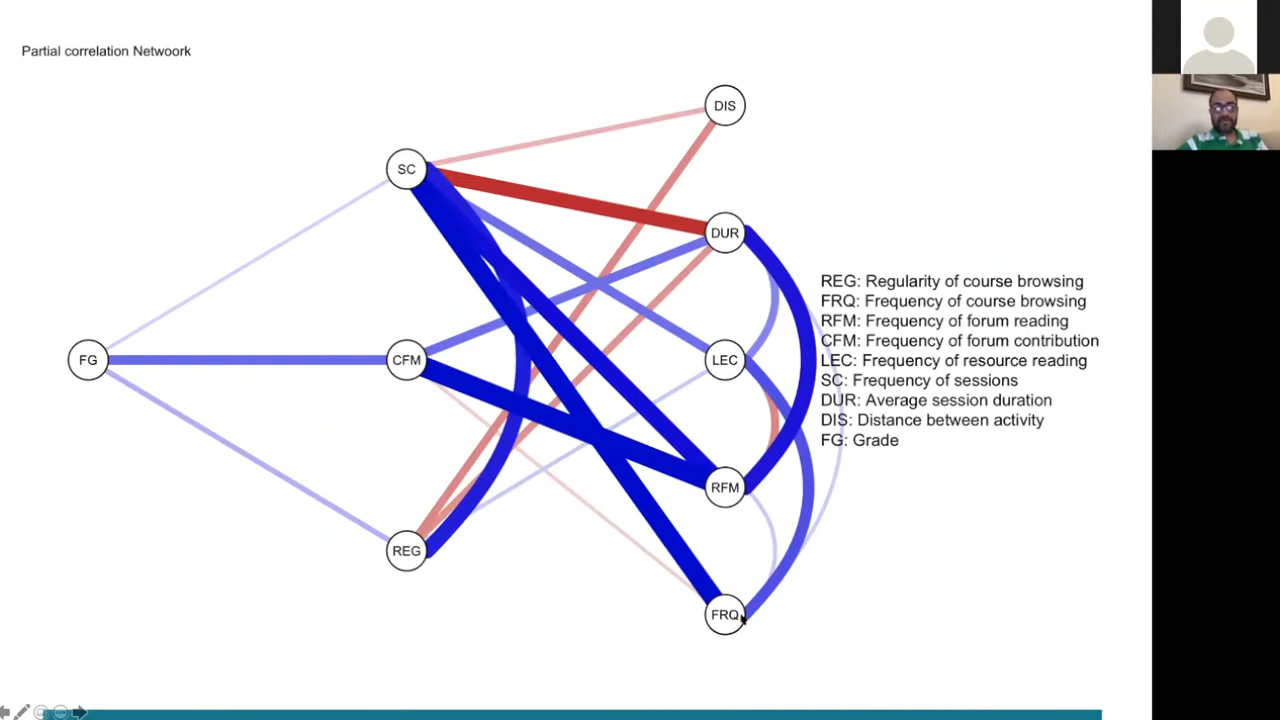 Partial correlation Netwoork
DIS
SC
DUR
REG: Regularity of course browsing
FRQ: Frequency of course browsing
RFM: Frequency of forum reading
CFM: Frequency of forum contribution
LEC: Frequency of resource reading
SC: Frequency of sessions
DUR: Average session duration
DIS: Distance between activity
FG: Grade
FG
CFM
LEC
RFM
REG
FRQ